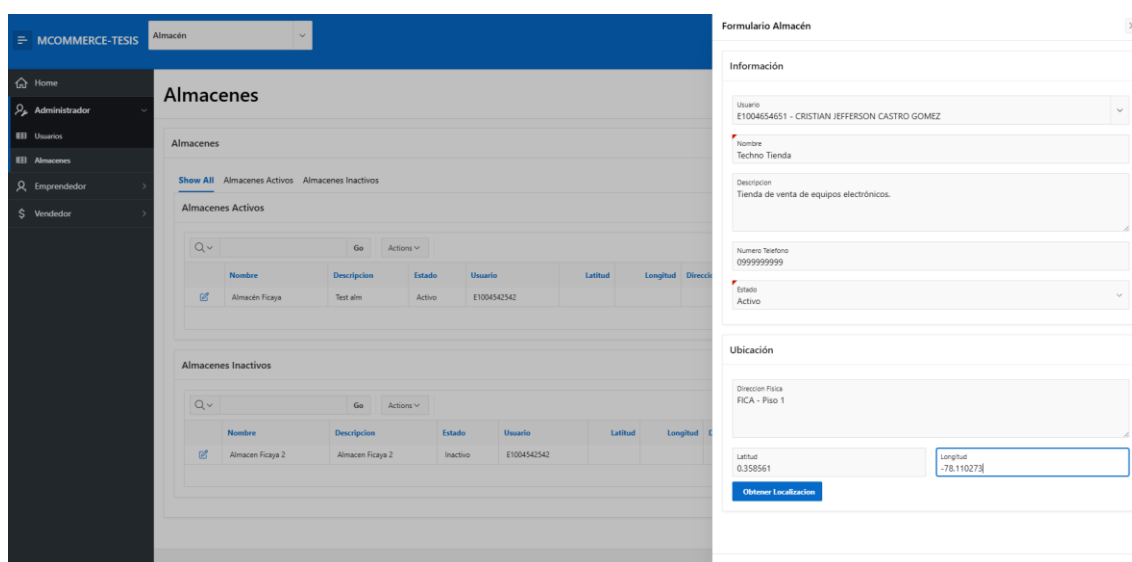 MCOMMERCE-TESIS
Almacén
Home
Administrador
Usuarios
Almacenes
Emprendedor
Vendedor
Almacenes
Almacenes
Show All Almacenes Activos Almacenes Inactivos
Almacenes Activos
Go Actions
Nombre Descripcion Estado Usuario Latitud Longitud Direcci
Almacén Ficaya Test alm Activo E1004542542
Almacenes Inactivos
Go Actions
Nombre Descripcion Estado Usuario Latitud Longitud D
Almacen Ficaya 2 Almacen Ficaya 2 Inactivo E1004542542
Formulario Almacén
Información
Usuario
E1004654651 - CRISTIAN JEFFERSON CASTRO GOMEZ
Nombre
Techno Tienda
Descripcion
Tienda de venta de equipos electrónicos.
Numero Telefono
0999999999
Estado
Activo
Ubicación
Direccion Fisica
FICA - Piso 1
Latitud Longitud
0.358561 -78.110273
Obtener Localizacion